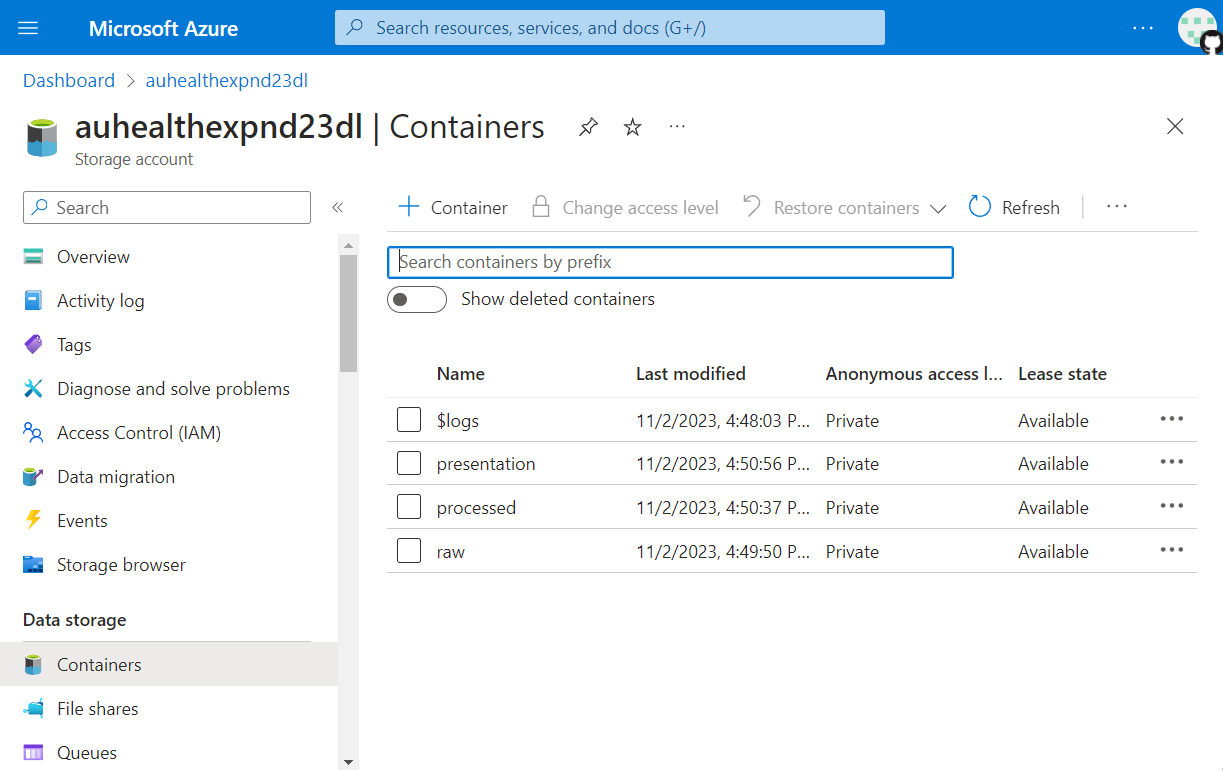 Microsoft Azure
Search resources, services, and docs (G+/)
Dashboard > auhealthexpnd23dl
auhealthexpnd23dl | Containers
Storage account
Search
Overview
Activity log
Tags
Diagnose and solve problems
Access Control (IAM)
Data migration
Events
Storage browser
Data storage
Containers
File shares
Queues
Container Change access level Restore containers Refresh
Search containers by prefix
Show deleted containers
Name Last modified Anonymous access l... Lease state
$logs 11/2/2023, 4:48:03 P... Private Available
presentation 11/2/2023, 4:50:56 P... Private Available
processed 11/2/2023, 4:50:37 P... Private Available
raw 11/2/2023, 4:49:50 P... Private Available